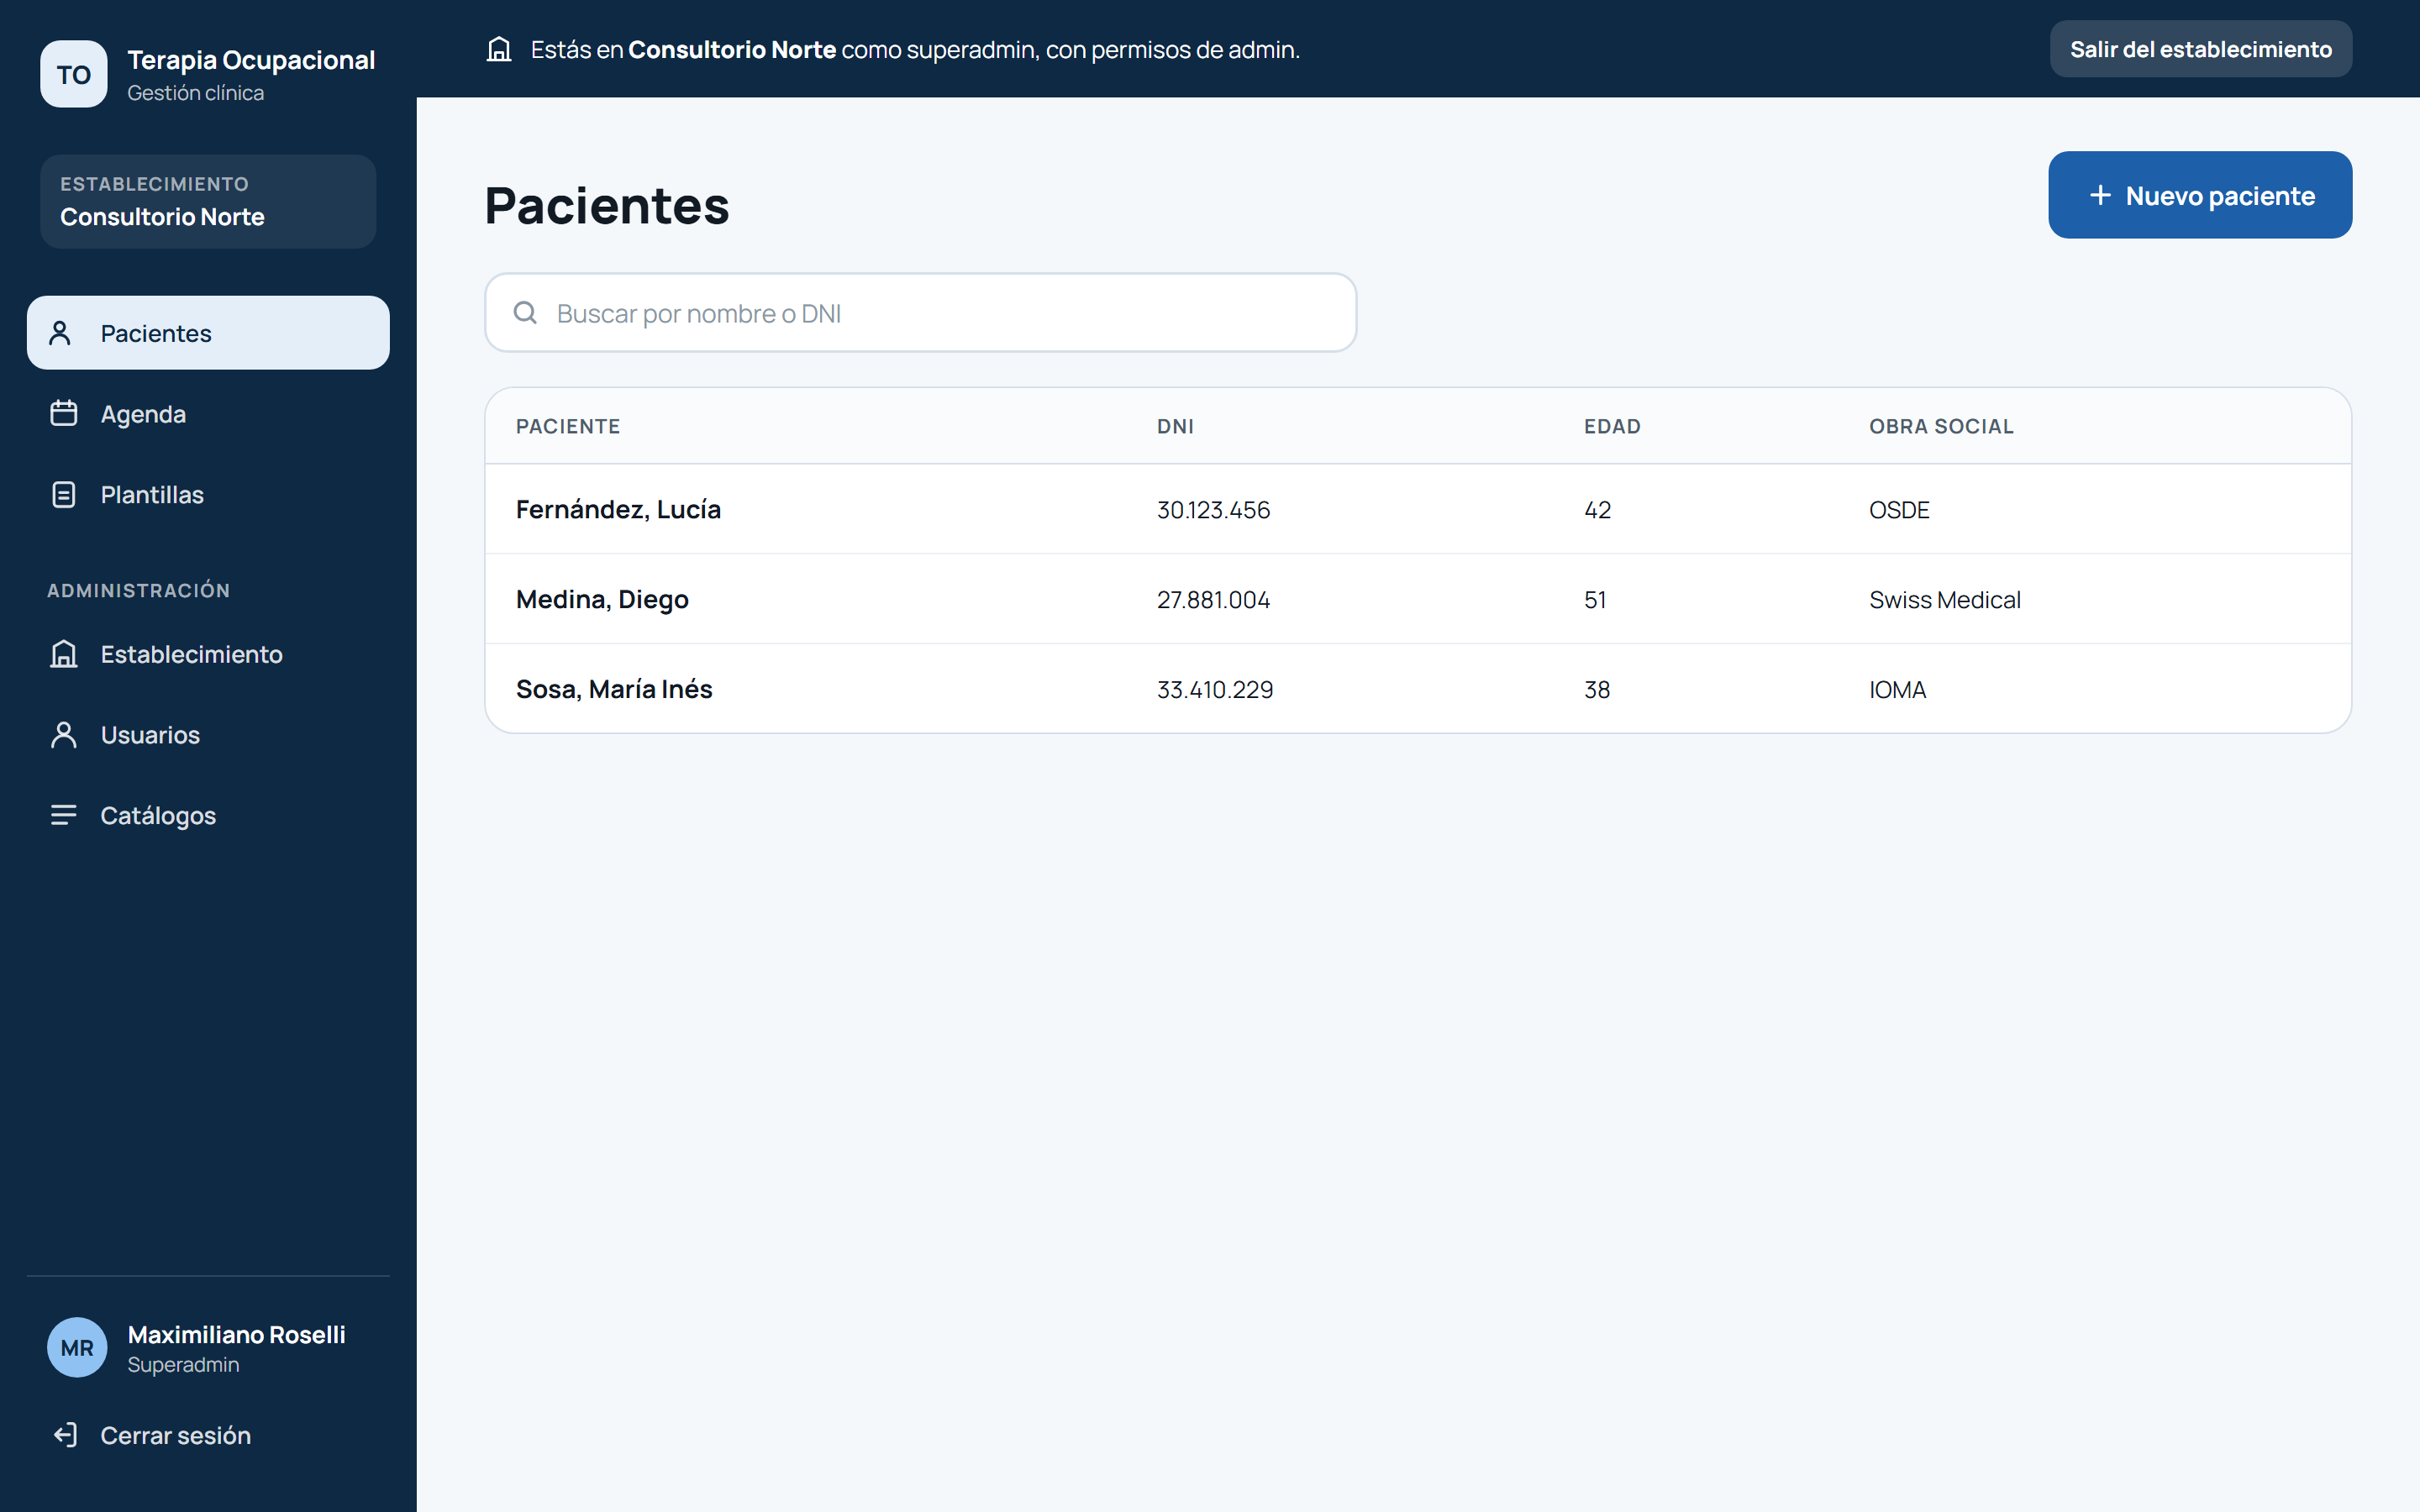 TO
Terapia Ocupacional
Gestión clínica
ESTABLECIMIENTO
Consultorio Norte
Pacientes
Agenda
Plantillas
ADMINISTRACIÓN
Establecimiento
Usuarios
Catálogos
MR
Maximiliano Roselli
Superadmin
Cerrar sesión
Estás en Consultorio Norte como superadmin, con permisos de admin.
Salir del establecimiento
Pacientes
+ Nuevo paciente
Buscar por nombre o DNI
PACIENTE DNI EDAD OBRA SOCIAL
Fernández, Lucía 30.123.456 42 OSDE
Medina, Diego 27.881.004 51 Swiss Medical
Sosa, María Inés 33.410.229 38 IOMA